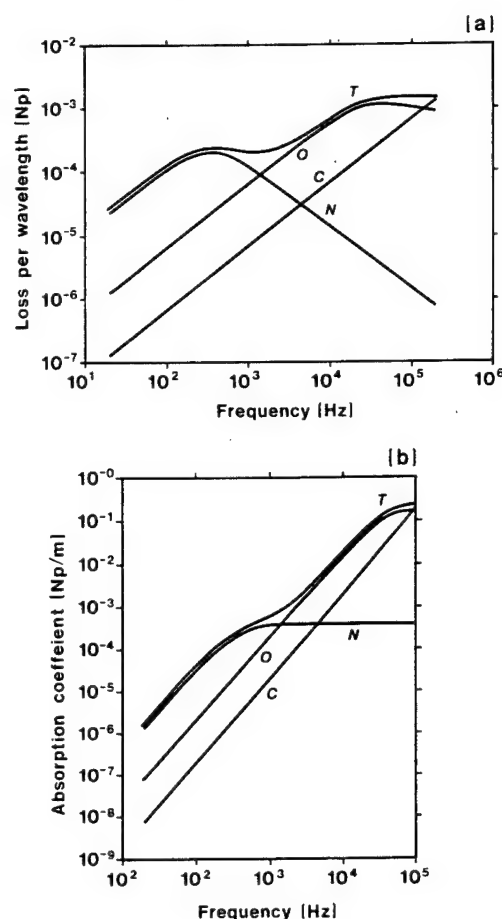 [a]
10-2
10-3
10-4
10-5
10-6
10-7
Loss per wavelength [Np]
T
O
C
N
101 102 103 104 105 106
Frequency [Hz]
[b]
10-0
10-1
10-2
10-3
10-4
10-5
10-6
10-7
10-8
10-9
Absorption coeffeient [Np/m]
T
N
O
C
102 102 103 104 105
Frequency [Hz]